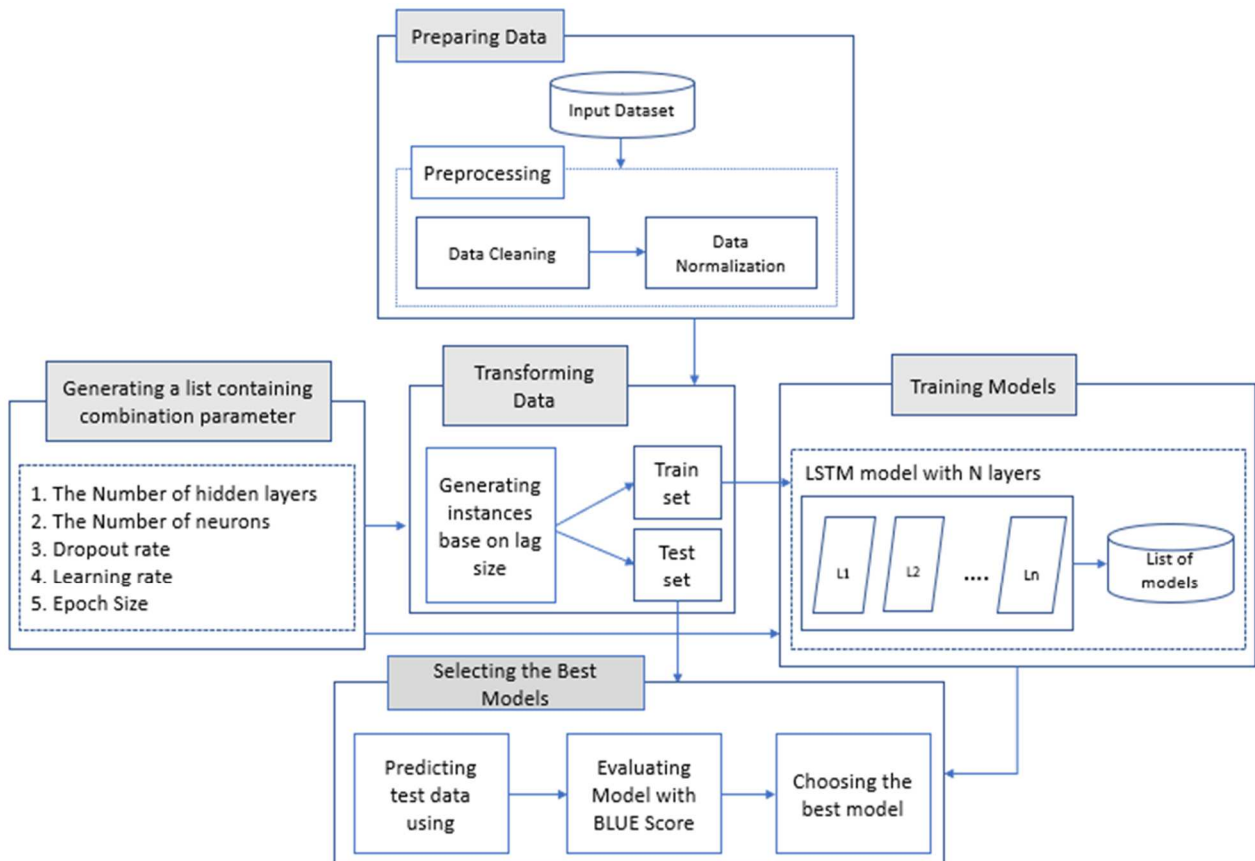 Preparing Data
Input Dataset
Preprocessing
Data Cleaning
Data
Normalization
Generating a list containing
combination parameter
1. The Number of hidden layers
2. The Number of neurons
3. Dropout rate
4. Learning rate
5. Epoch Size
Transforming
Data
Generating
instances
base on lag
size
Train
set
Test
set
Training Models
LSTM model with N layers
L1
L2
....
Ln
List of
models
Selecting the Best
Models
Predicting
test data
using
Evaluating
Model with
BLUE Score
Choosing the
best model